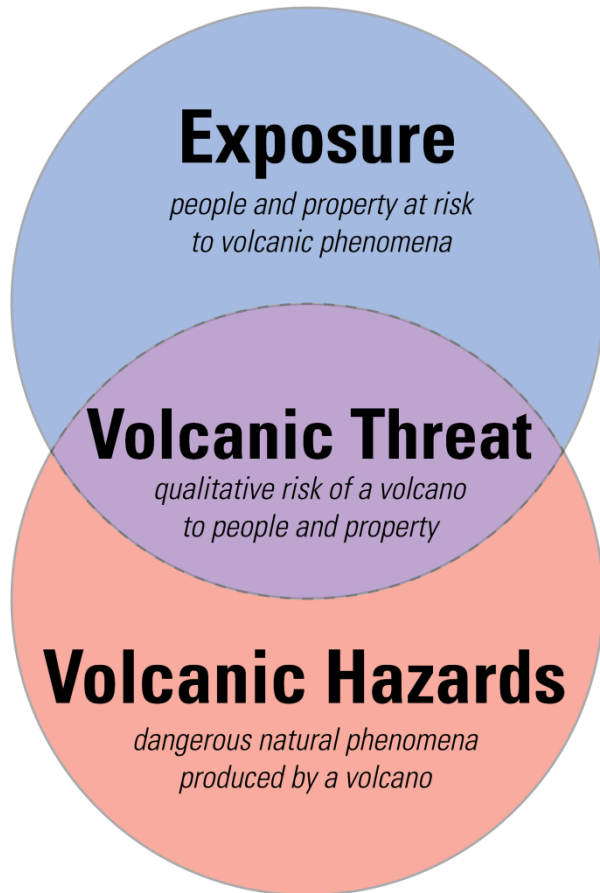 Exposure
people and property at risk
to volcanic phenomena
Volcanic Threat
qualitative risk of a volcano
to people and property
Volcanic Hazards
dangerous natural phenomena
produced by a volcano